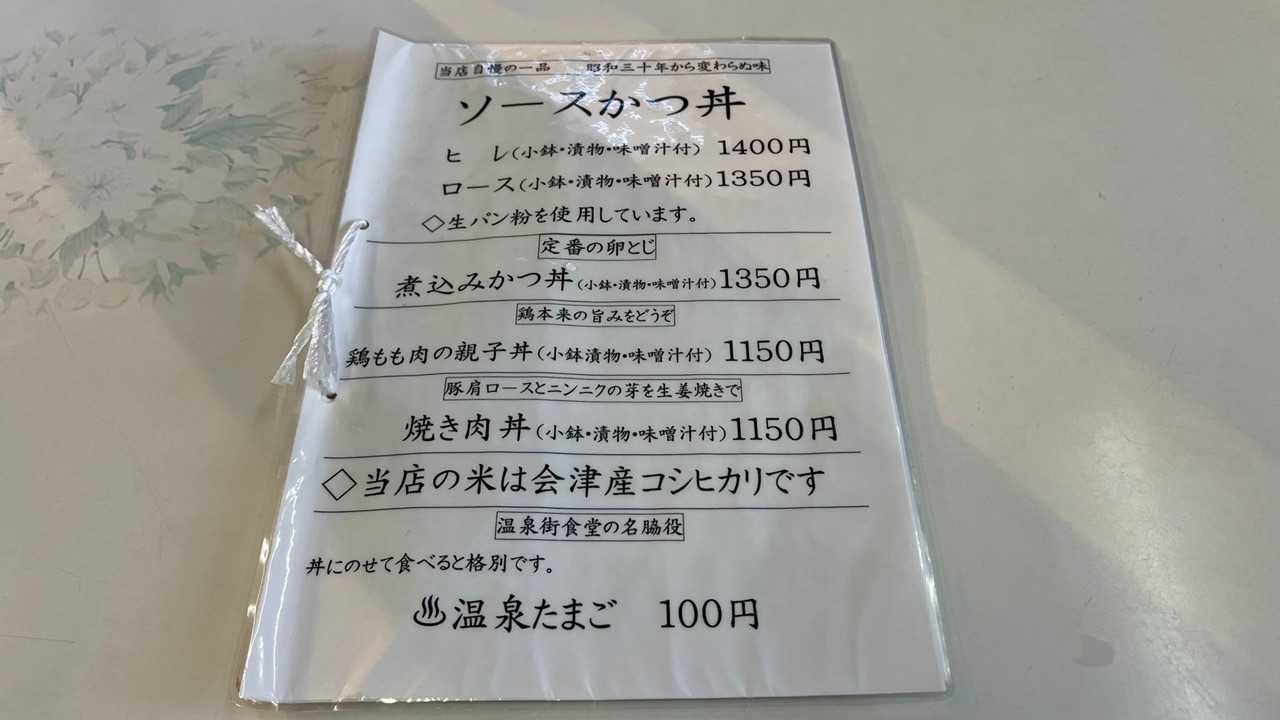 当店自慢の一品　昭和三十年から変わらぬ味
ソースかつ丼
ヒ　レ(小鉢・漬物・味噌汁付) 1400円
ロース(小鉢・漬物・味噌汁付)1350円
◇生バン粉を使用しています。
定番の卵とじ
煮込みかつ丼(小鉢・漬物・味噌汁付)1350円
鶏本来の旨みをどうぞ
鶏もも肉の親子丼(小鉢漬物・味噌汁付) 1150円
豚肩ロースとニンニクの芽を生姜焼きで
焼き肉丼(小鉢・漬物・味噌汁付)1150円
◇当店の米は会津産コシヒカリです
温泉街食堂の名脇役
丼にのせて食べると格別です。
♨温泉たまご　100円